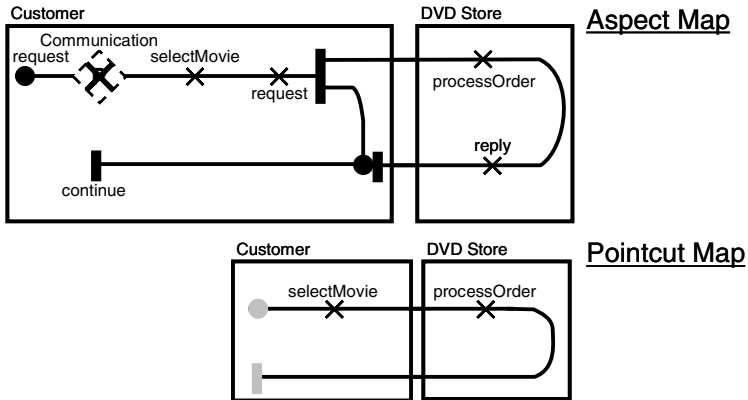 Customer
DVD Store
Aspect Map
Communication
request
selectMovie
request
processOrder
reply
continue
Customer
DVD Store
Pointcut Map
selectMovie
processOrder